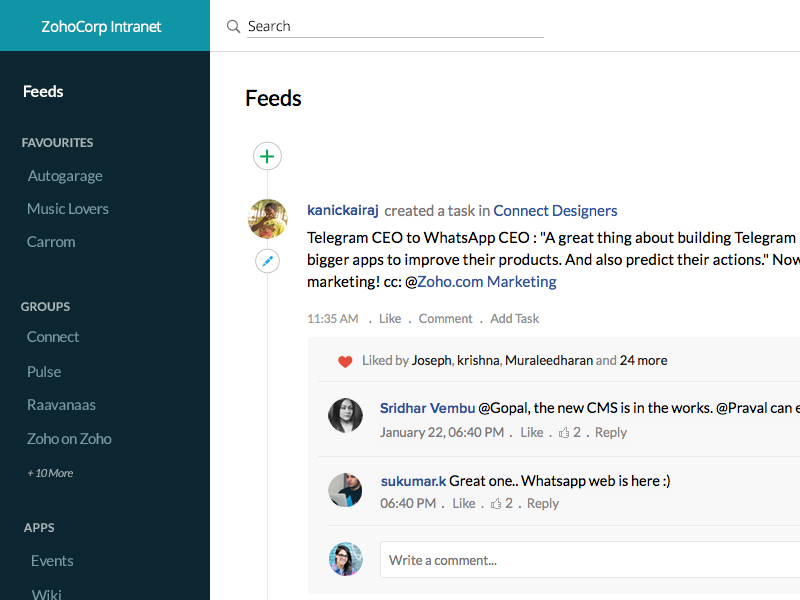 ZohoCorp Intranet
Search
Feeds
FAVOURITES
Autogarage
Music Lovers
Carrom
GROUPS
Connect
Pulse
Raavanaas
Zoho on Zoho
+ 10 More
APPS
Events
Wiki
Feeds
kanickairaj created a task in Connect Designers
Telegram CEO to WhatsApp CEO : "A great thing about building Telegram
bigger apps to improve their products. And also predict their actions." Now
marketing! cc: @Zoho.com Marketing
11:35 AM . Like . Comment . Add Task
Liked by Joseph, krishna, Muraleedharan and 24 more
Sridhar Vembu @Gopal, the new CMS is in the works. @Praval can e
January 22, 06:40 PM . Like . 2 . Reply
sukumar.k Great one.. Whatsapp web is here :)
06:40 PM . Like . 2 . Reply
Write a comment...